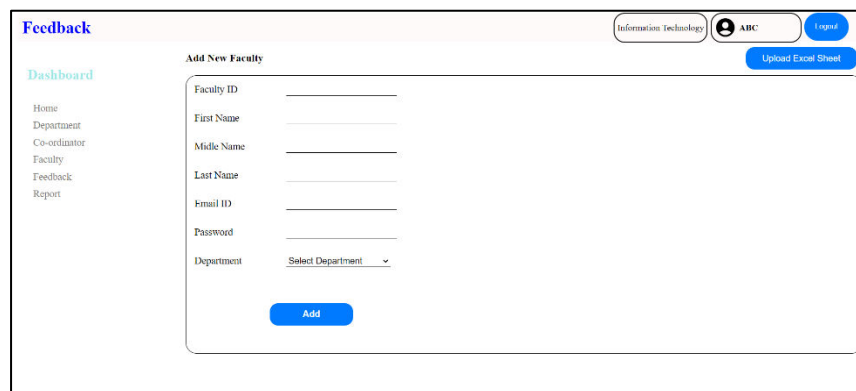 Feedback
Information Technology
ABC
Logout
Add New Faculty
Upload Excel Sheet
Dashboard
Home
Department
Co-ordinator
Faculty
Feedback
Report
Faculty ID
First Name
Midle Name
Last Name
Email ID
Password
Department Select Department
Add